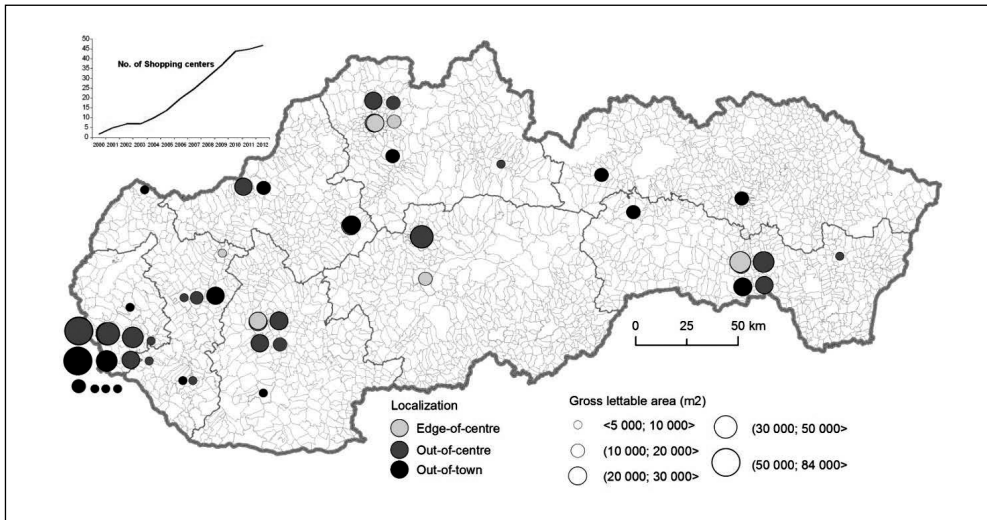 50
45
40
35
30
25
20
15
10
5
0
No. of Shopping centers
2000 2001 2002 2003 2004 2005 2006 2007 2008 2009 2010 2011 2012
0 25 50 km
Localization
Edge-of-centre
Out-of-centre
Out-of-town
Gross lettable area (m2)
<5 000; 10 000>
(10 000; 20 000>
(20 000; 30 000>
(30 000; 50 000>
(50 000; 84 000>